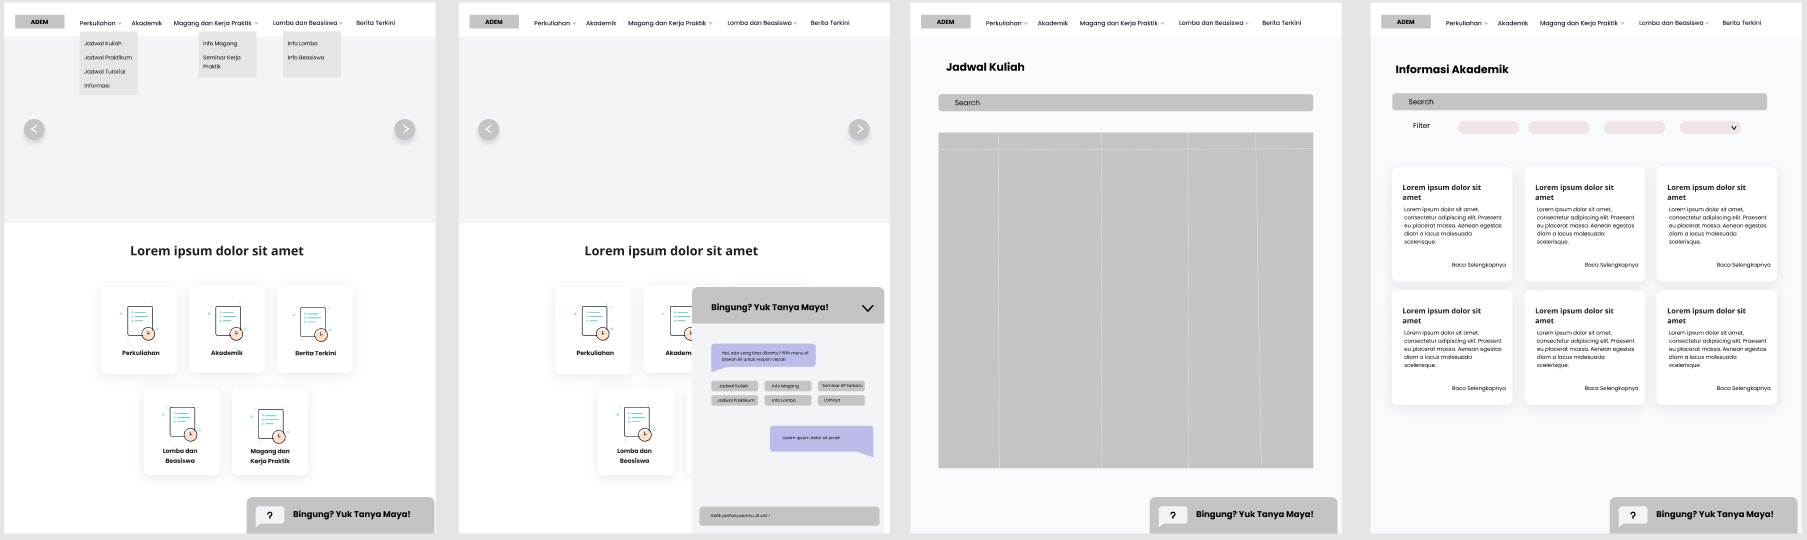 ADEM Perkuliahan Akademik Magang dan Kerja Praktik Lomba dan Beasiswa Berita Terkini
Jadwal Kuliah
Jadwal Praktikum
Jadwal Tutorial
Informasi
Info Magang
Seminar Kerja
Praktik
Info Lomba
Info Beasiswa
Lorem ipsum dolor sit amet
Perkuliahan
Akademik
Berita Terkini
Lomba dan
Beasiswa
Magang dan
Kerja Praktik
? Bingung? Yuk Tanya Maya!
ADEM Perkuliahan Akademik Magang dan Kerja Praktik Lomba dan Beasiswa Berita Terkini
Lorem ipsum dolor sit amet
Perkuliahan
Akadem
Lomba dan
Beasiswa
Bingung? Yuk Tanya Maya!
Hai, ada yang bisa dibantu? Pilih menu di
bawah ini untuk respon cepat!
Jadwal Kuliah Info Magang Seminar KP terbaru
Jadwal Praktikum Info Lomba Lainnya
Lorem ipsum dolor sit amet
Ketik pertanyaanmu di sini !
ADEM Perkuliahan Akademik Magang dan Kerja Praktik Lomba dan Beasiswa Berita Terkini
Jadwal Kuliah
Search
? Bingung? Yuk Tanya Maya!
ADEM Perkuliahan Akademik Magang dan Kerja Praktik Lomba dan Beasiswa Berita Terkini
Informasi Akademik
Search
Filter
Lorem ipsum dolor sit
amet
Lorem ipsum dolor sit amet,
consectetur adipiscing elit. Praesent
eu placerat massa. Aenean egestas
diam a lacus malesuada
scelerisque.
Baca Selengkapnya
Lorem ipsum dolor sit
amet
Lorem ipsum dolor sit amet,
consectetur adipiscing elit. Praesent
eu placerat massa. Aenean egestas
diam a lacus malesuada
scelerisque.
Baca Selengkapnya
Lorem ipsum dolor sit
amet
Lorem ipsum dolor sit amet,
consectetur adipiscing elit. Praesent
eu placerat massa. Aenean egestas
diam a lacus malesuada
scelerisque.
Baca Selengkapnya
Lorem ipsum dolor sit
amet
Lorem ipsum dolor sit amet,
consectetur adipiscing elit. Praesent
eu placerat massa. Aenean egestas
diam a lacus malesuada
scelerisque.
Baca Selengkapnya
Lorem ipsum dolor sit
amet
Lorem ipsum dolor sit amet,
consectetur adipiscing elit. Praesent
eu placerat massa. Aenean egestas
diam a lacus malesuada
scelerisque.
Baca Selengkapnya
Lorem ipsum dolor sit
amet
Lorem ipsum dolor sit amet,
consectetur adipiscing elit. Praesent
eu placerat massa. Aenean egestas
diam a lacus malesuada
scelerisque.
Baca Selengkapnya
? Bingung? Yuk Tanya Maya!